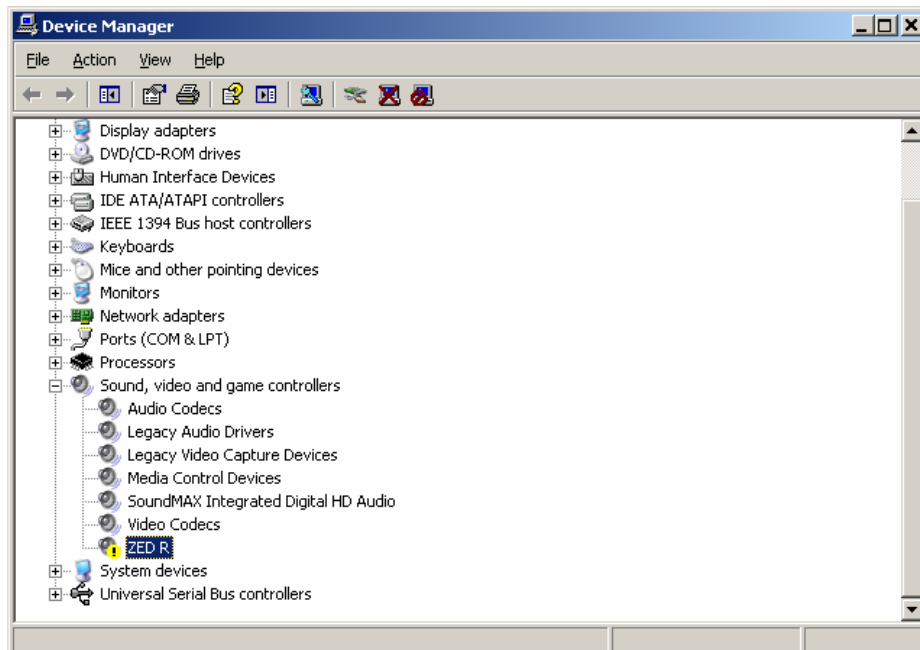 Device Manager
File Action View Help
Display adapters
DVD/CD-ROM drives
Human Interface Devices
IDE ATA/ATAPI controllers
IEEE 1394 Bus host controllers
Keyboards
Mice and other pointing devices
Monitors
Network adapters
Ports (COM & LPT)
Processors
Sound, video and game controllers
Audio Codecs
Legacy Audio Drivers
Legacy Video Capture Devices
Media Control Devices
SoundMAX Integrated Digital HD Audio
Video Codecs
ZED R
System devices
Universal Serial Bus controllers